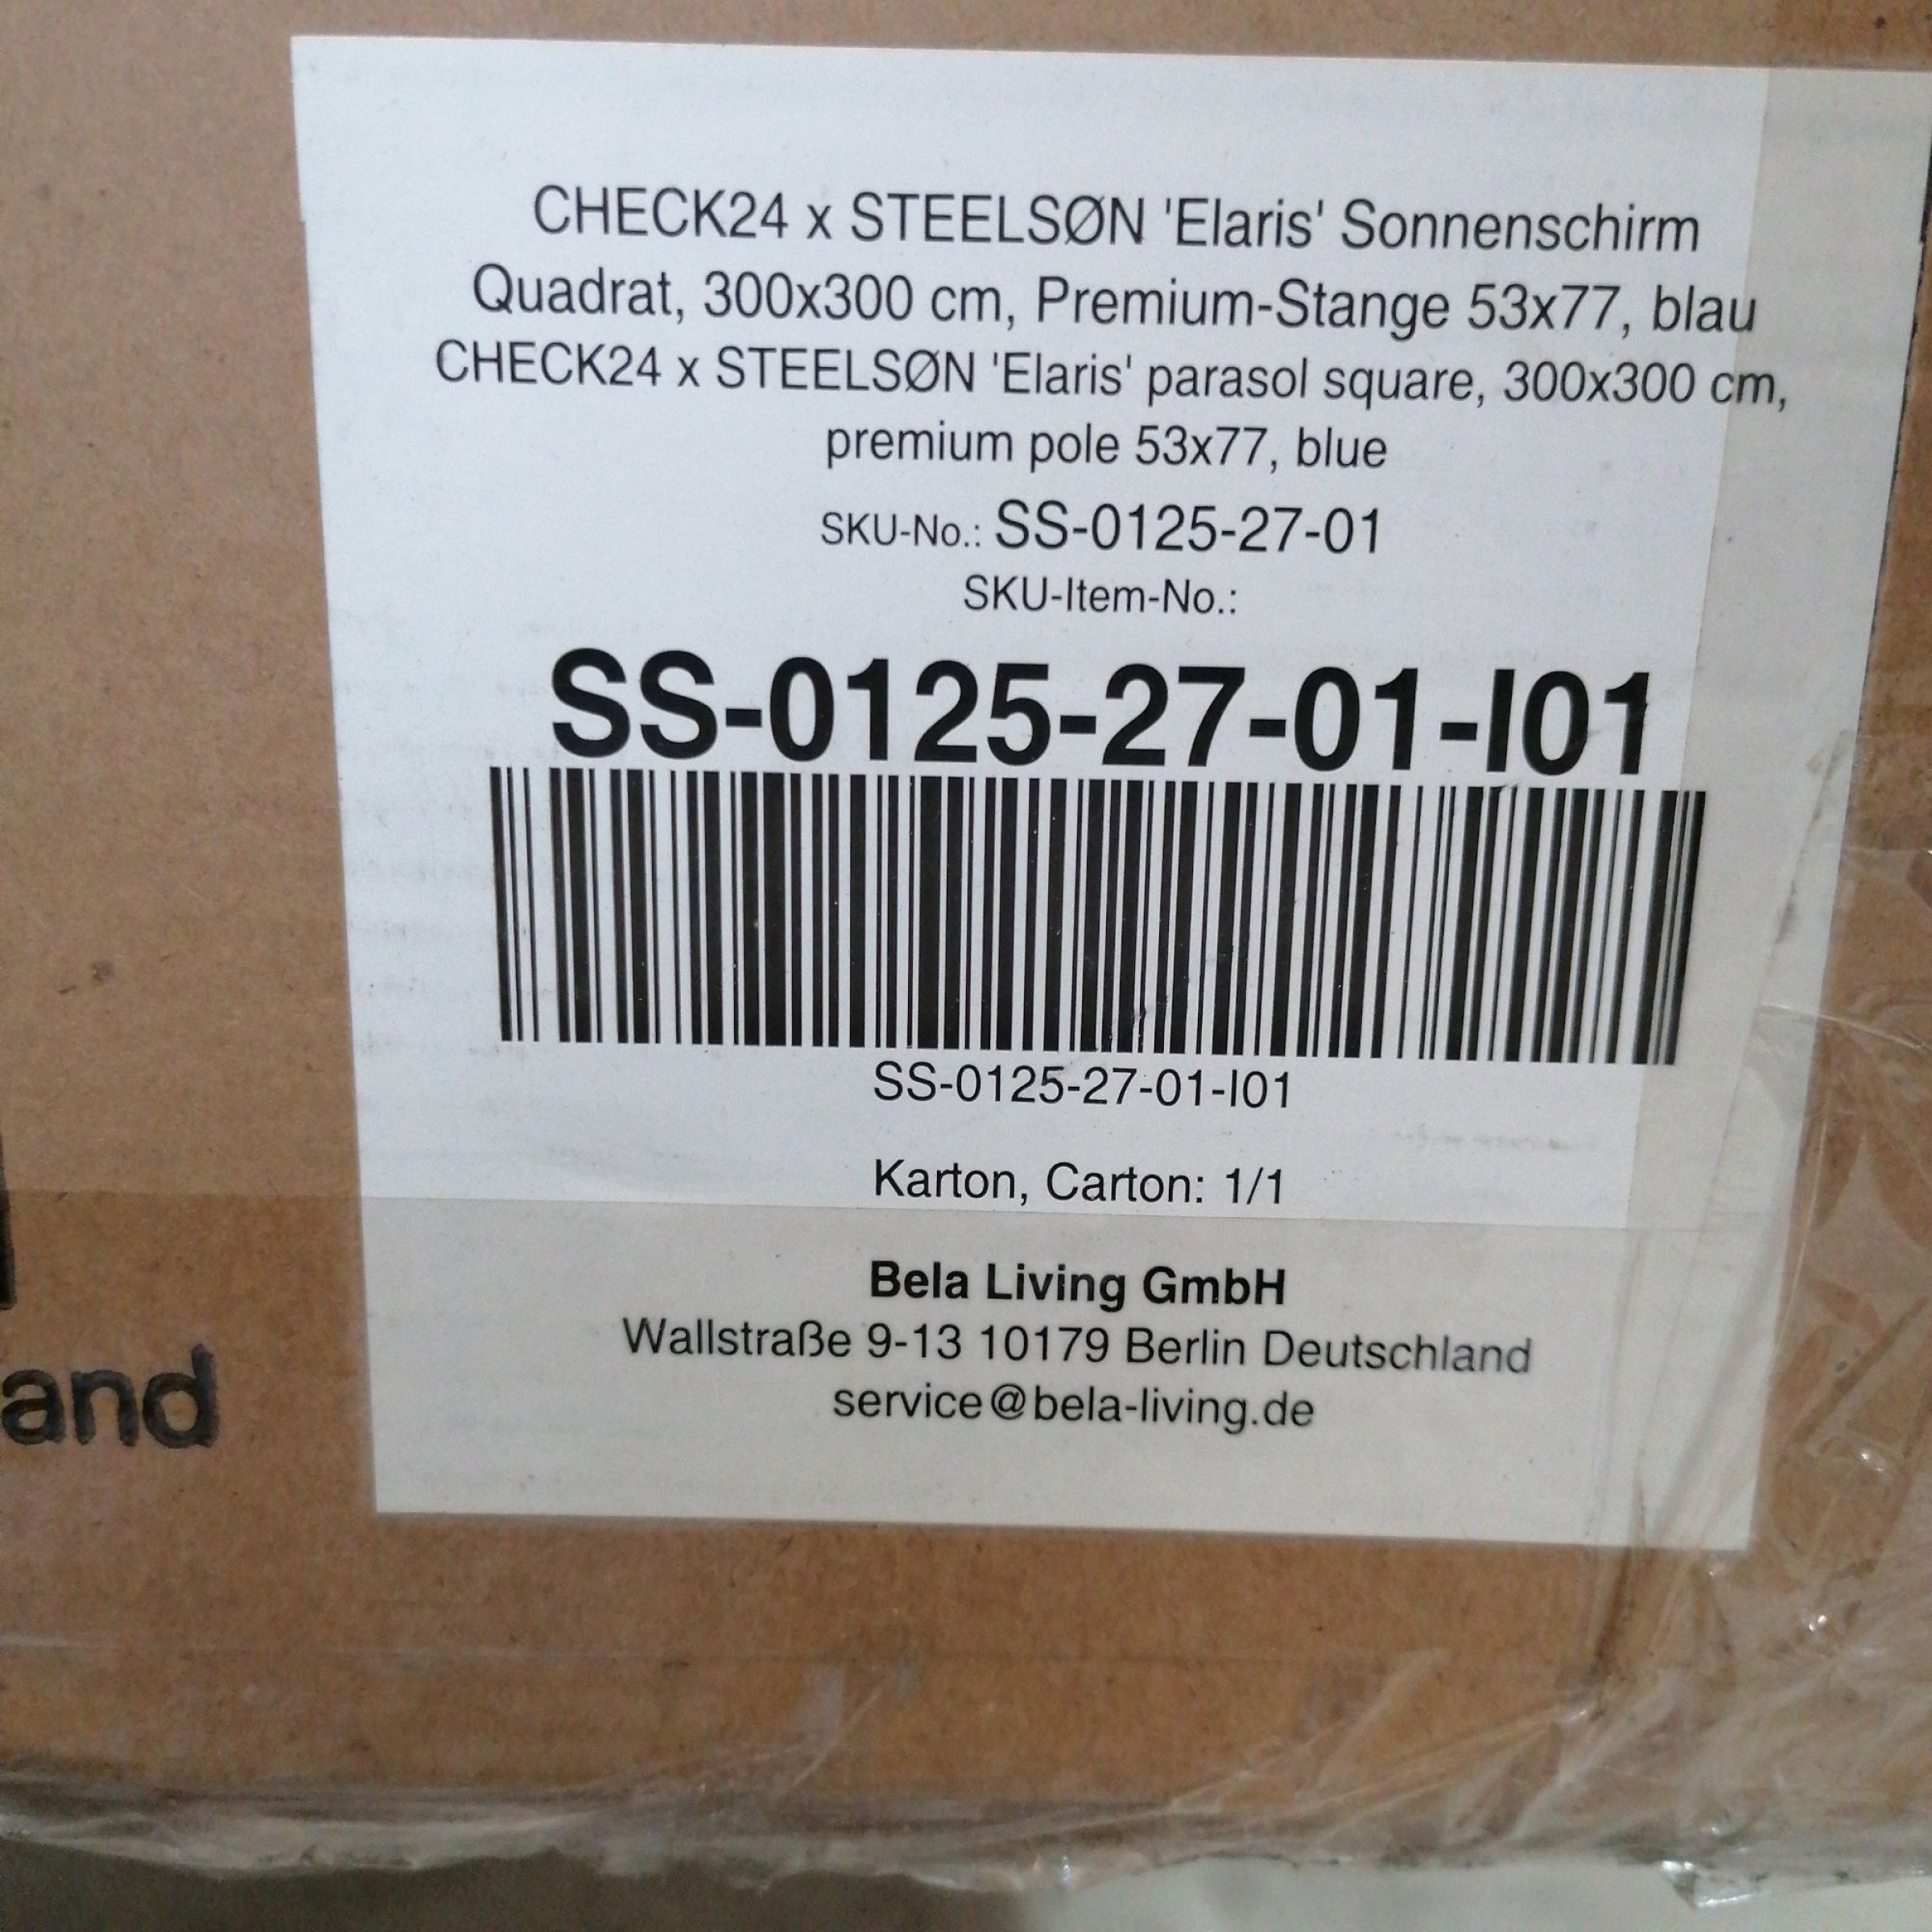 CHECK24 x STEELSØN 'Elaris' Sonnenschirm
Quadrat, 300x300 cm, Premium-Stange 53x77, blau
CHECK24 x STEELSØN 'Elaris' parasol square, 300x300 cm,
premium pole 53x77, blue
SKU-No.: SS-0125-27-01
SKU-Item-No.:
SS-0125-27-01-I01
SS-0125-27-01-I01
Karton, Carton: 1/1
Bela Living GmbH
Wallstraße 9-13 10179 Berlin Deutschland
service@bela-living.de
and